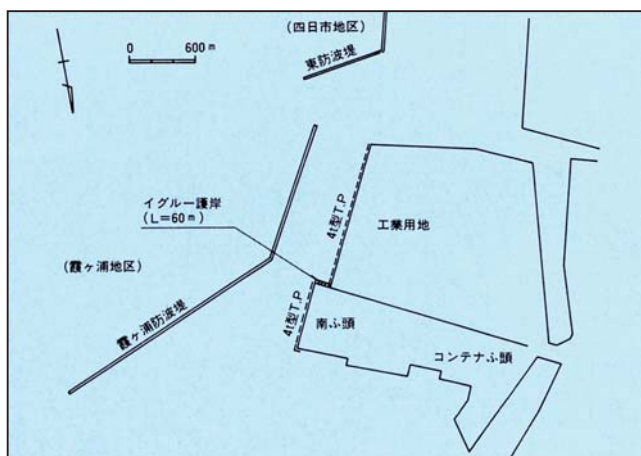 (四日市地区)
0 600m
東防波堤
イグルー護岸
(L=60m)
4t型T.P
工業用地
(霞ヶ浦地区)
霞ヶ浦防波堤
4t型T.P
南ふ頭
コンテナふ頭